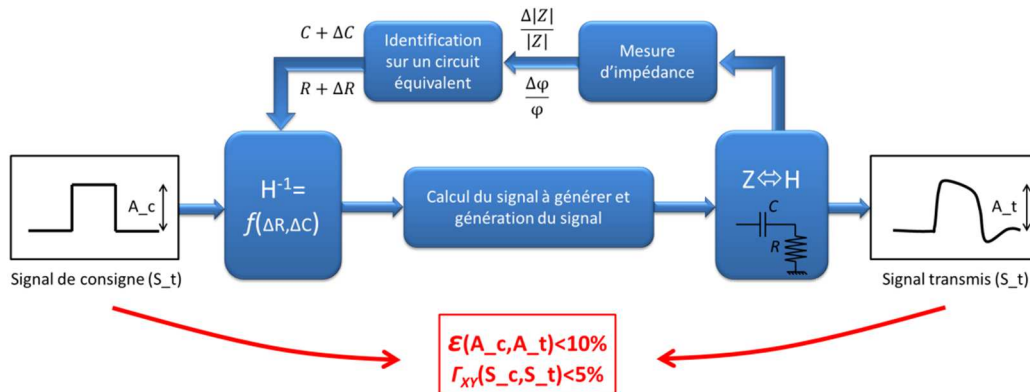 C + ΔC
R + ΔR
Identification
sur un circuit
équivalent
Δ|Z|
|Z|
Δφ
φ
Mesure
d'impédance
A_c
Signal de consigne (S_t)
H⁻¹=
f(ΔR,ΔC)
Calcul du signal à générer et
génération du signal
Z⇔H
C
R
A_t
Signal transmis (S_t)
ε(A_c,A_t)<10%
Γ_XY(S_c,S_t)<5%